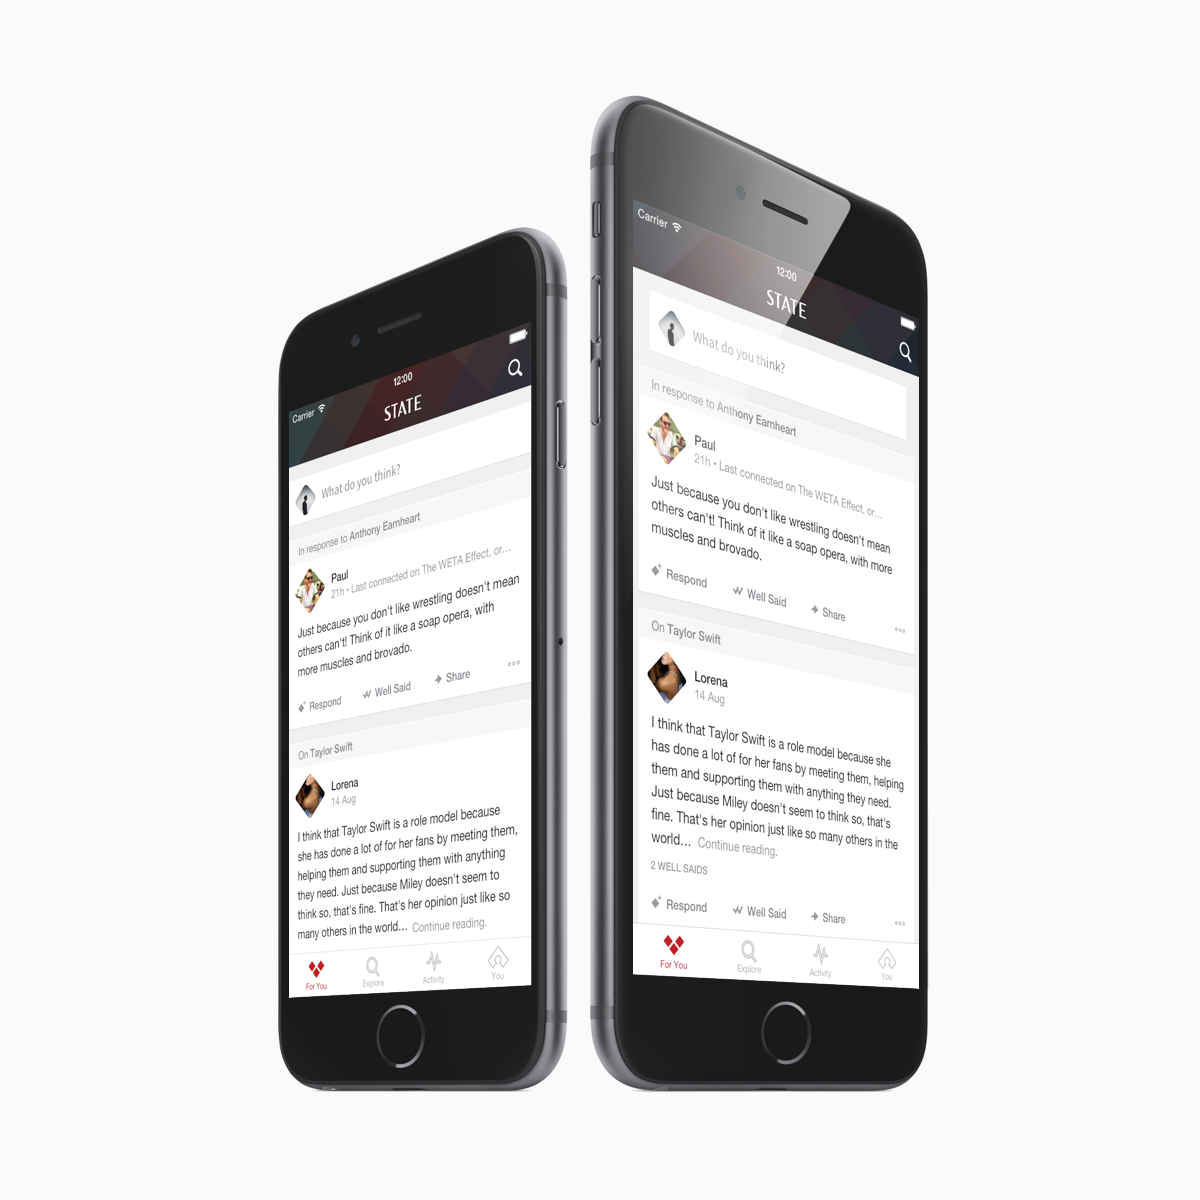 Carrier
12:00
STATE
What do you think?
In response to Anthony Earnheart
Paul
21h • Last connected on The WETA Effect, or...
Just because you don't like wrestling doesn't mean
others can't! Think of it like a soap opera, with
more muscles and brovado.
Respond Well Said Share
On Taylor Swift
Lorena
14 Aug
I think that Taylor Swift is a role model because
she has done a lot of for her fans by meeting them,
helping them and supporting them with anything
they need. Just because Miley doesn't seem to
think so, that's fine. That's her opinion just like so
many others in the world... Continue reading.
For You Explore Activity You
Carrier
12:00
STATE
What do you think?
In response to Anthony Earnheart
Paul
21h • Last connected on The WETA Effect, or...
Just because you don't like wrestling doesn't mean
others can't! Think of it like a soap opera, with more
muscles and brovado.
Respond Well Said Share
On Taylor Swift
Lorena
14 Aug
I think that Taylor Swift is a role model because she
has done a lot of for her fans by meeting them, helping
them and supporting them with anything they need.
Just because Miley doesn't seem to think so, that's
fine. That's her opinion just like so many others in the
world... Continue reading.
2 WELL SAIDS
Respond Well Said Share
For You Explore Activity You